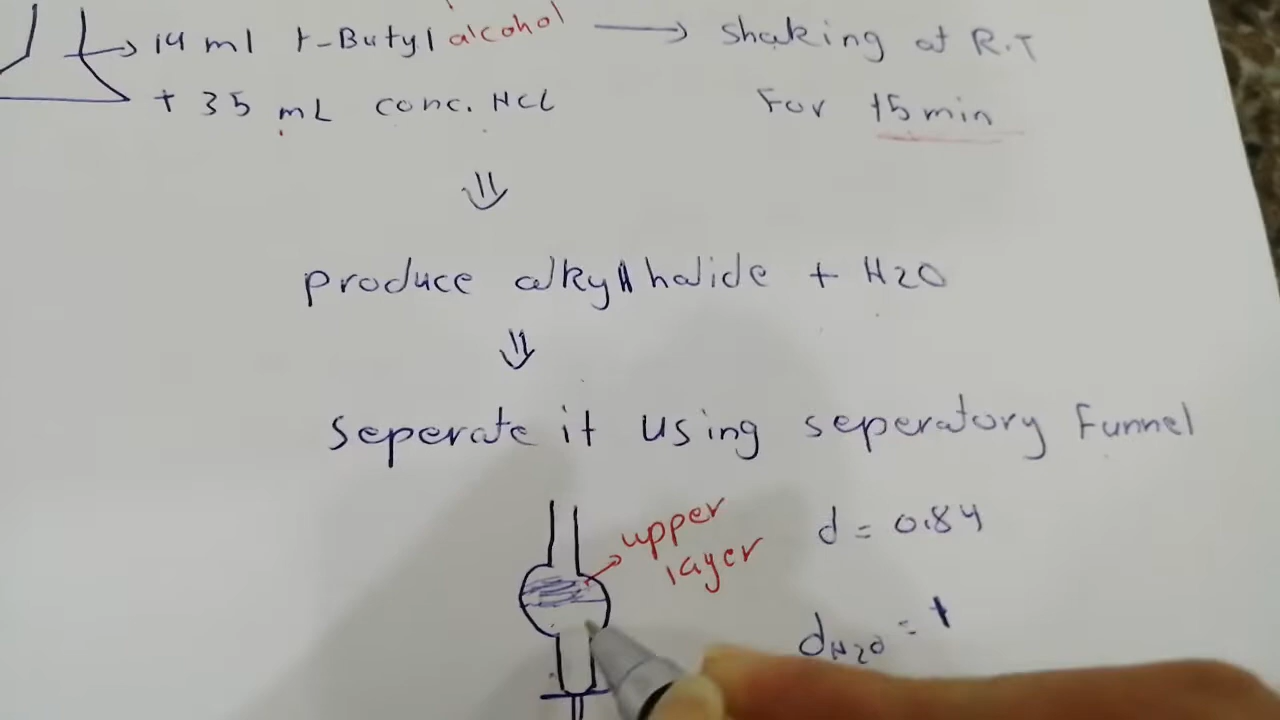 14 ml t-Butyl alcohol → shaking at R.T
+ 35 mL conc. HCl For 15 min
⇓
produce alkyl halide + H2O
⇓
seperate it using seperatory Funnel
upper
layer
d = 0.84
dH2O = 1